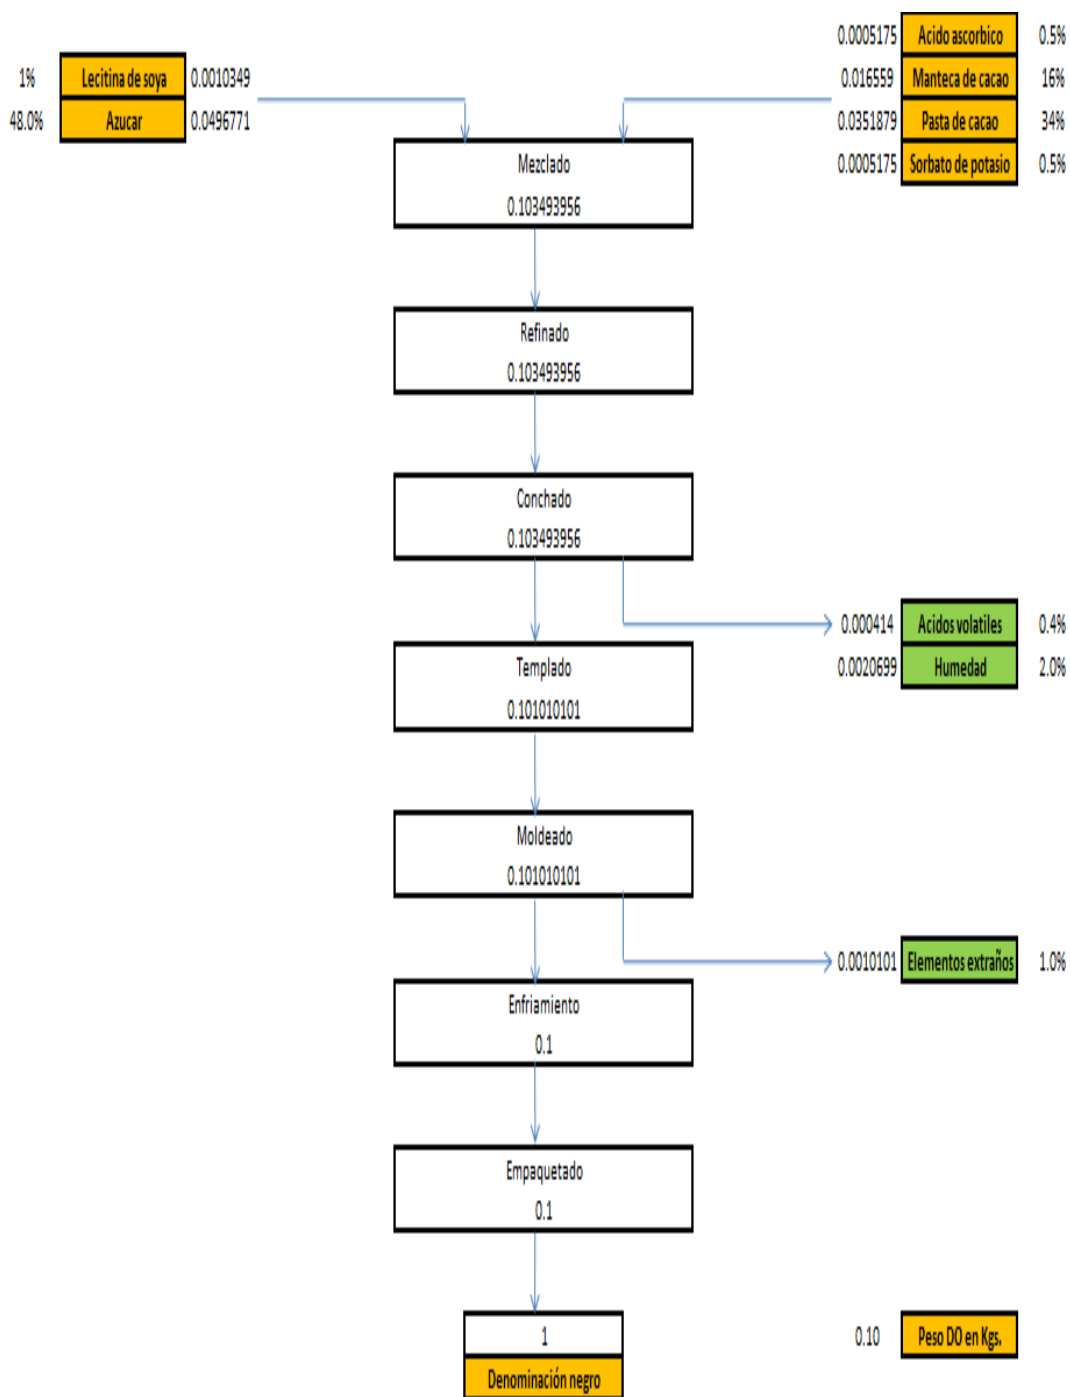 0.0005175 Acido ascorbico 0.5%
1% Lecitina de soya 0.0010349
0.016559 Manteca de cacao 16%
48.0% Azucar 0.0496771
0.0351879 Pasta de cacao 34%
0.0005175 Sorbato de potasio 0.5%
Mezclado
0.103493956
Refinado
0.103493956
Conchado
0.103493956
0.000414 Acidos volatiles 0.4%
0.0020699 Humedad 2.0%
Templado
0.101010101
Moldeado
0.101010101
0.0010101 Elementos extraños 1.0%
Enfriamiento
0.1
Empaquetado
0.1
1
0.10 Peso DO en Kgs.
Denominación negro